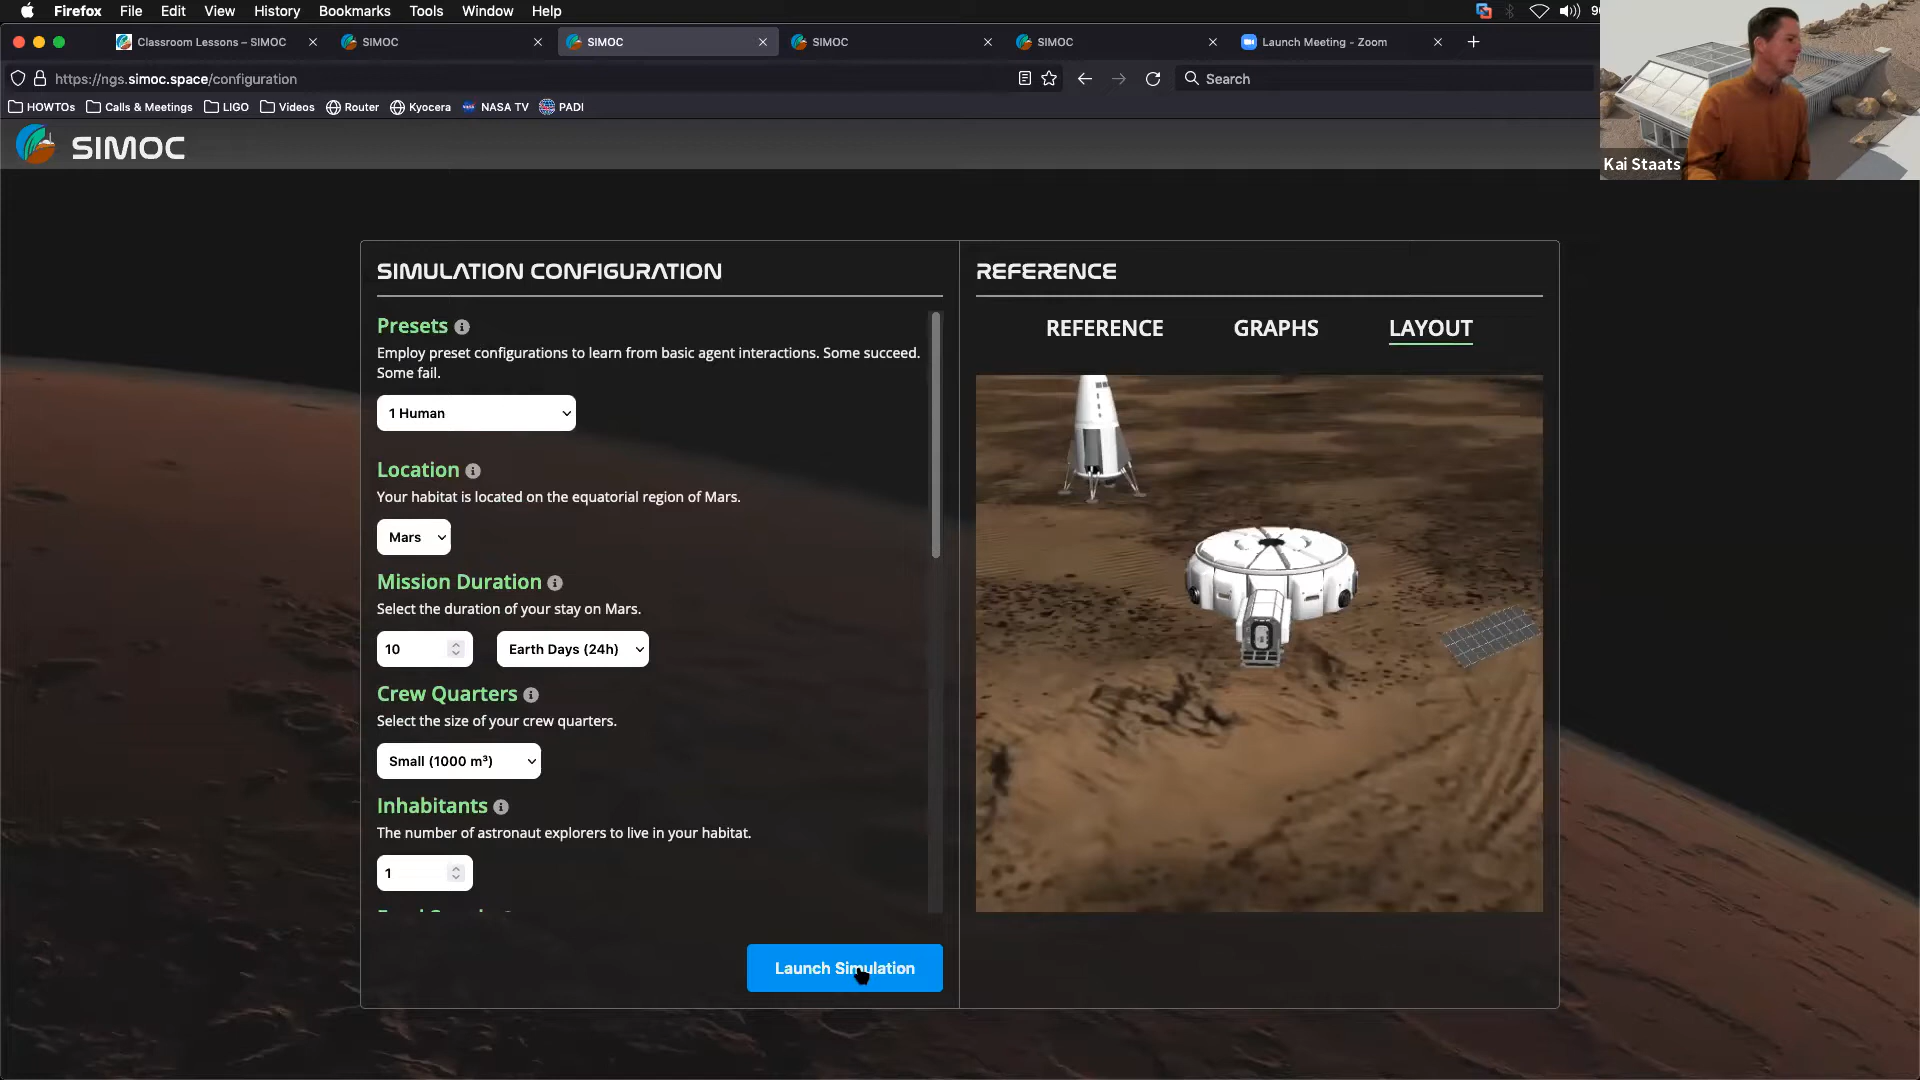 Firefox File Edit View History Bookmarks Tools Window Help
Classroom Lessons – SIMOC SIMOC SIMOC SIMOC SIMOC Launch Meeting - Zoom
https://ngs.simoc.space/configuration Search
HOWTOs Calls & Meetings LIGO Videos Router Kyocera NASA TV PADI
SIMOC
Kai Staats
SIMULATION CONFIGURATION
Presets
Employ preset configurations to learn from basic agent interactions. Some succeed.
Some fail.
1 Human
Location
Your habitat is located on the equatorial region of Mars.
Mars
Mission Duration
Select the duration of your stay on Mars.
10 Earth Days (24h)
Crew Quarters
Select the size of your crew quarters.
Small (1000 m³)
Inhabitants
The number of astronaut explorers to live in your habitat.
1
Launch Simulation
REFERENCE
REFERENCE GRAPHS LAYOUT